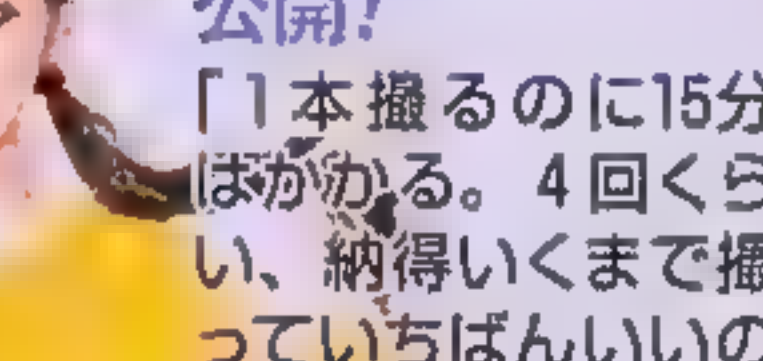 公開！
「1本撮るのに15分
はかかる。4回くら
い、納得いくまで撮
っていちばんいいの